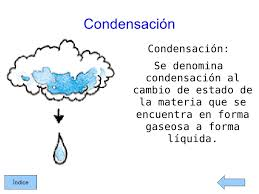 Condensación
Condensación:
Se denomina
condensación al
cambio de estado de
la materia que se
encuentra en forma
gaseosa a forma
líquida.
Índice